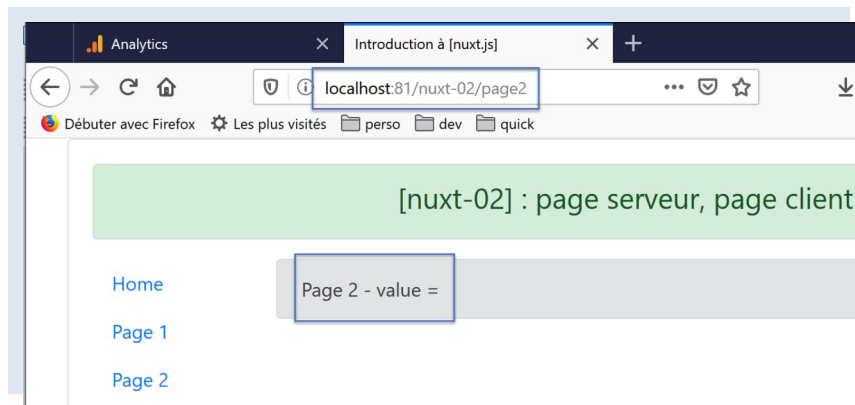 Analytics
Introduction à [nuxt.js]
localhost:81/nuxt-02/page2
Débuter avec Firefox Les plus visités perso dev quick
[nuxt-02] : page serveur, page client
Home
Page 2 - value =
Page 1
Page 2